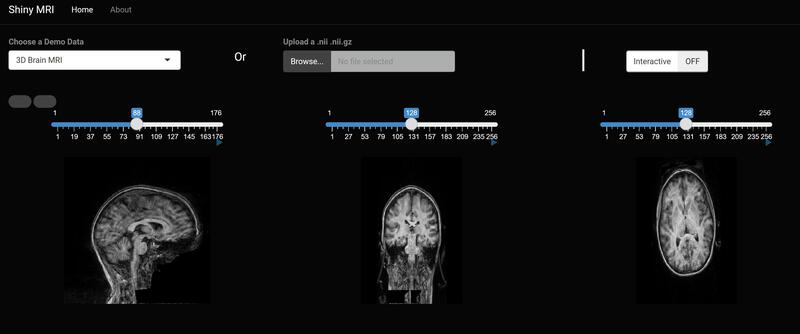 Shiny MRI Home About
Choose a Demo Data
Upload a .nii .nii.gz
3D Brain MRI
Or
Browse... No file selected
Interactive OFF
1 88 176
1 19 37 55 73 91 109 127 145 163 176
1 128 256
1 27 53 79 105 131 157 183 209 235 256
1 128 256
1 27 53 79 105 131 157 183 209 235 256